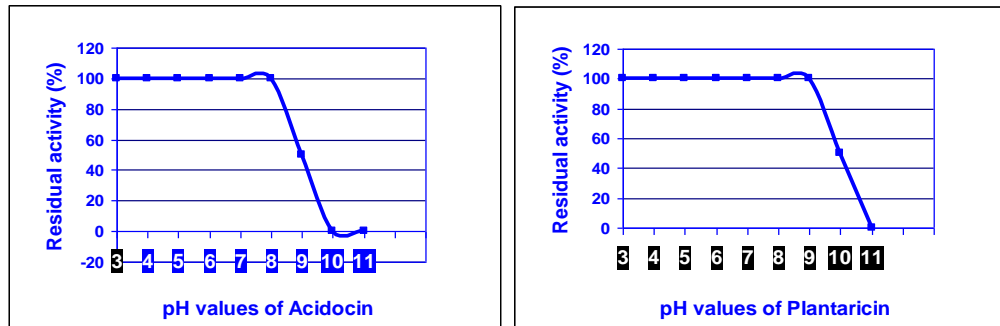 Residual activity (%)
120
100
80
60
40
20
0
-20
3 4 5 6 7 8 9 10 11
pH values of Acidocin
Residual activity (%)
120
100
80
60
40
20
0
3 4 5 6 7 8 9 10 11
pH values of Plantaricin